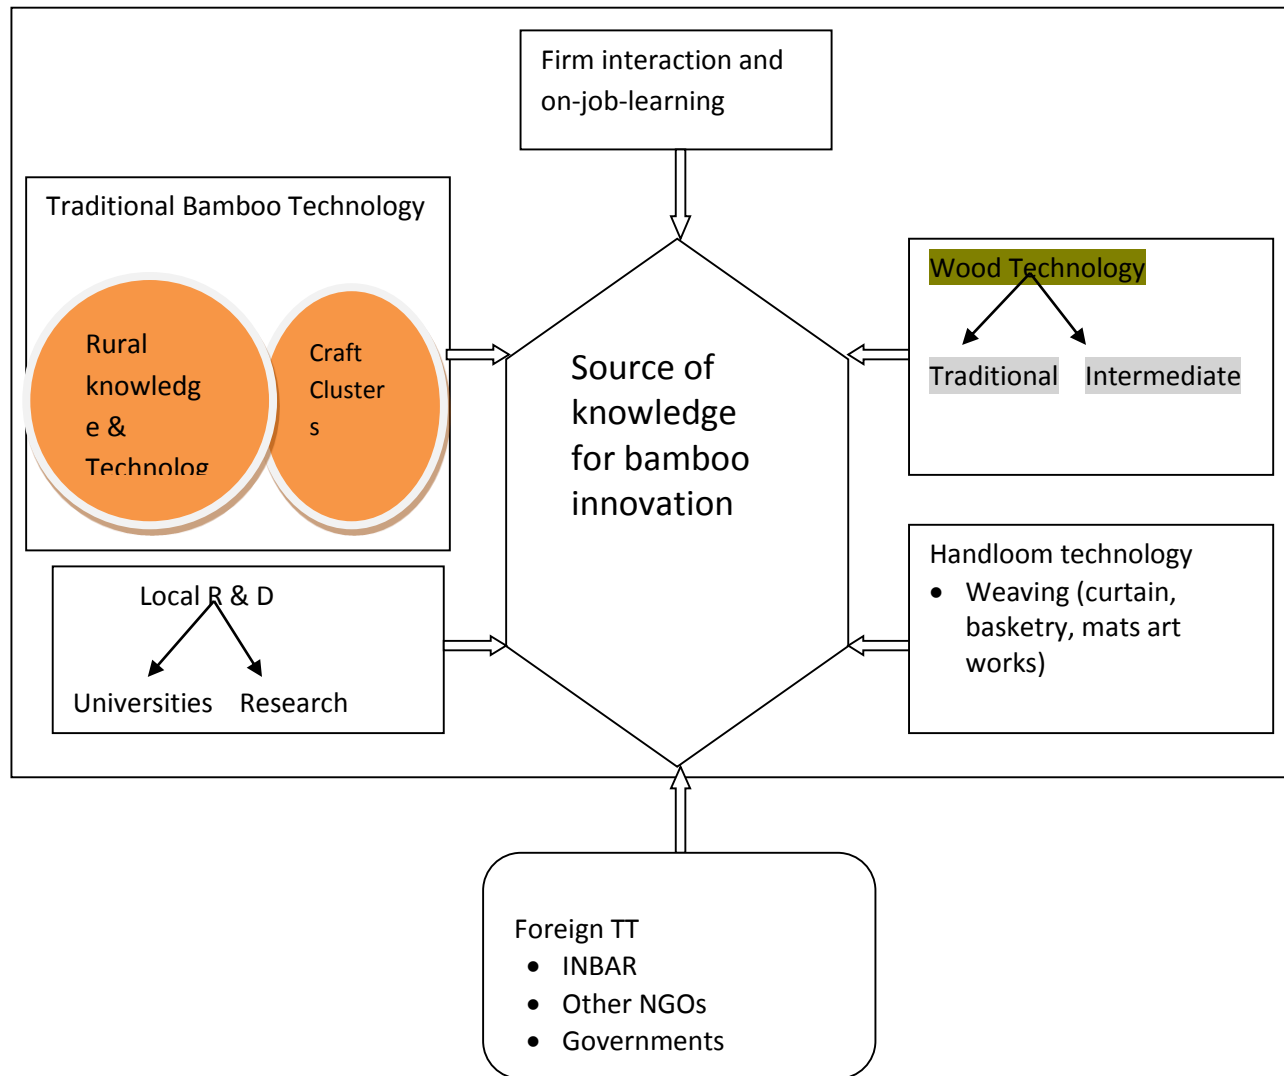 Firm interaction and
on-job-learning
Traditional Bamboo Technology
Rural
knowledg
e &
Technolog
Craft
Cluster
s
Source of
knowledge
for bamboo
innovation
Wood Technology
Traditional Intermediate
Local R & D
Universities Research
Handloom technology
• Weaving (curtain,
basketry, mats art
works)
Foreign TT
• INBAR
• Other NGOs
• Governments